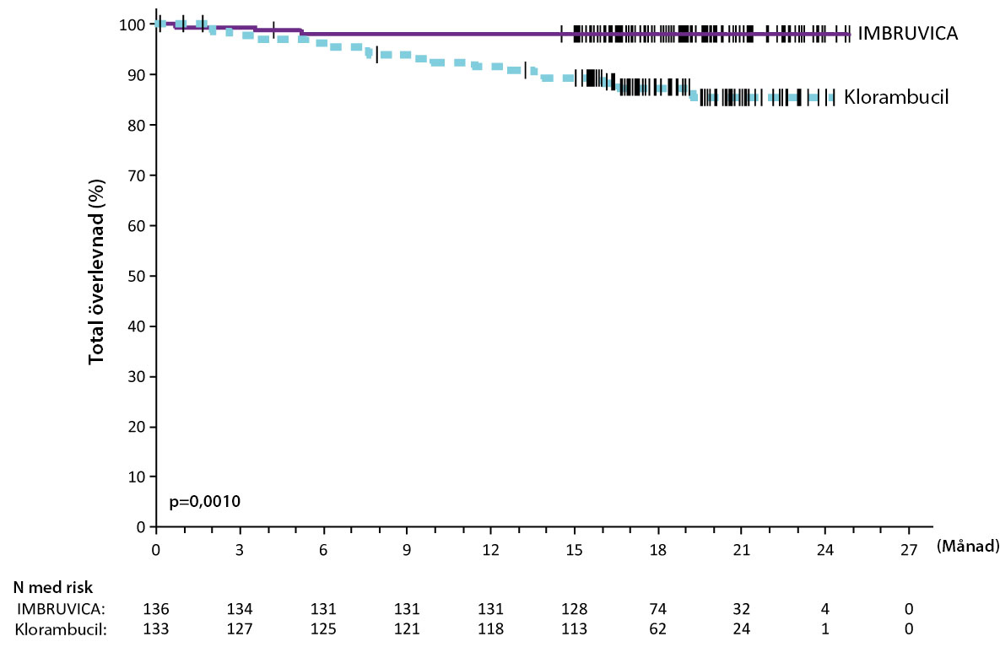 100
90
80
70
60
50
40
30
20
10
0
Total överlevnad (%)
IMBRUVICA
Klorambucil
p=0,0010
0 3 6 9 12 15 18 21 24 27 (Månad)
N med risk
IMBRUVICA: 136 134 131 131 131 128 74 32 4 0
Klorambucil: 133 127 125 121 118 113 62 24 1 0